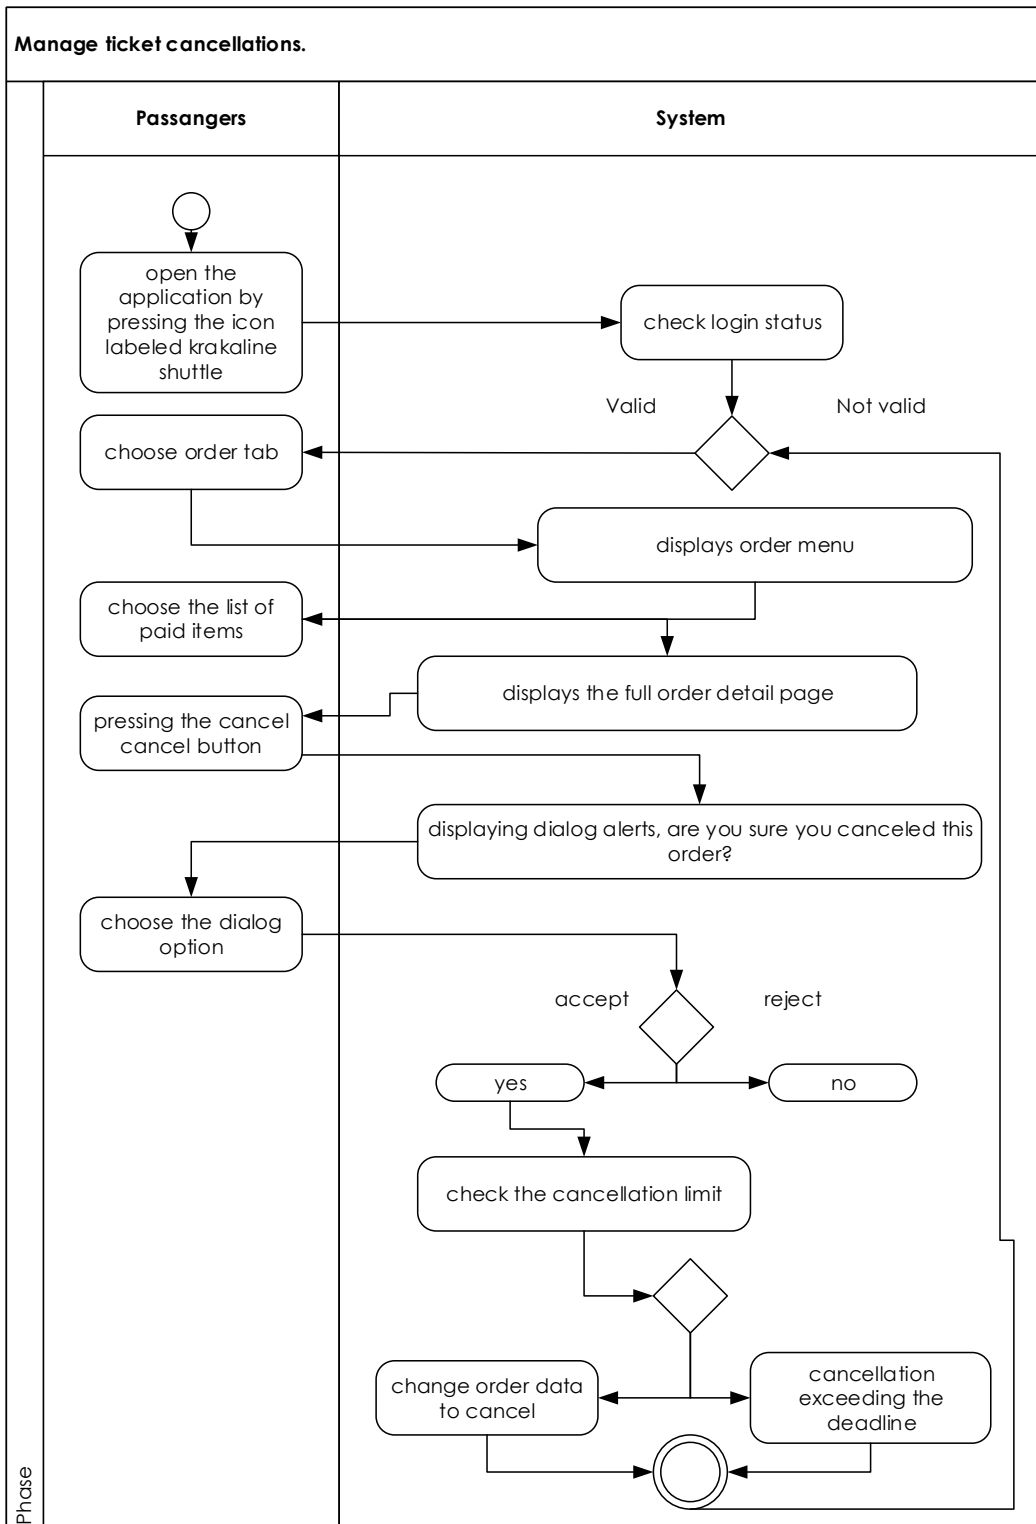 Manage ticket cancellations.
Passangers
System
open the
application by
pressing the icon
labeled krakaline
shuttle
check login status
Valid
Not valid
choose order tab
displays order menu
choose the list of
paid items
displays the full order detail page
pressing the cancel
cancel button
displaying dialog alerts, are you sure you canceled this
order?
choose the dialog
option
accept
reject
yes
no
check the cancellation limit
change order data
to cancel
cancellation
exceeding the
deadline
Phase